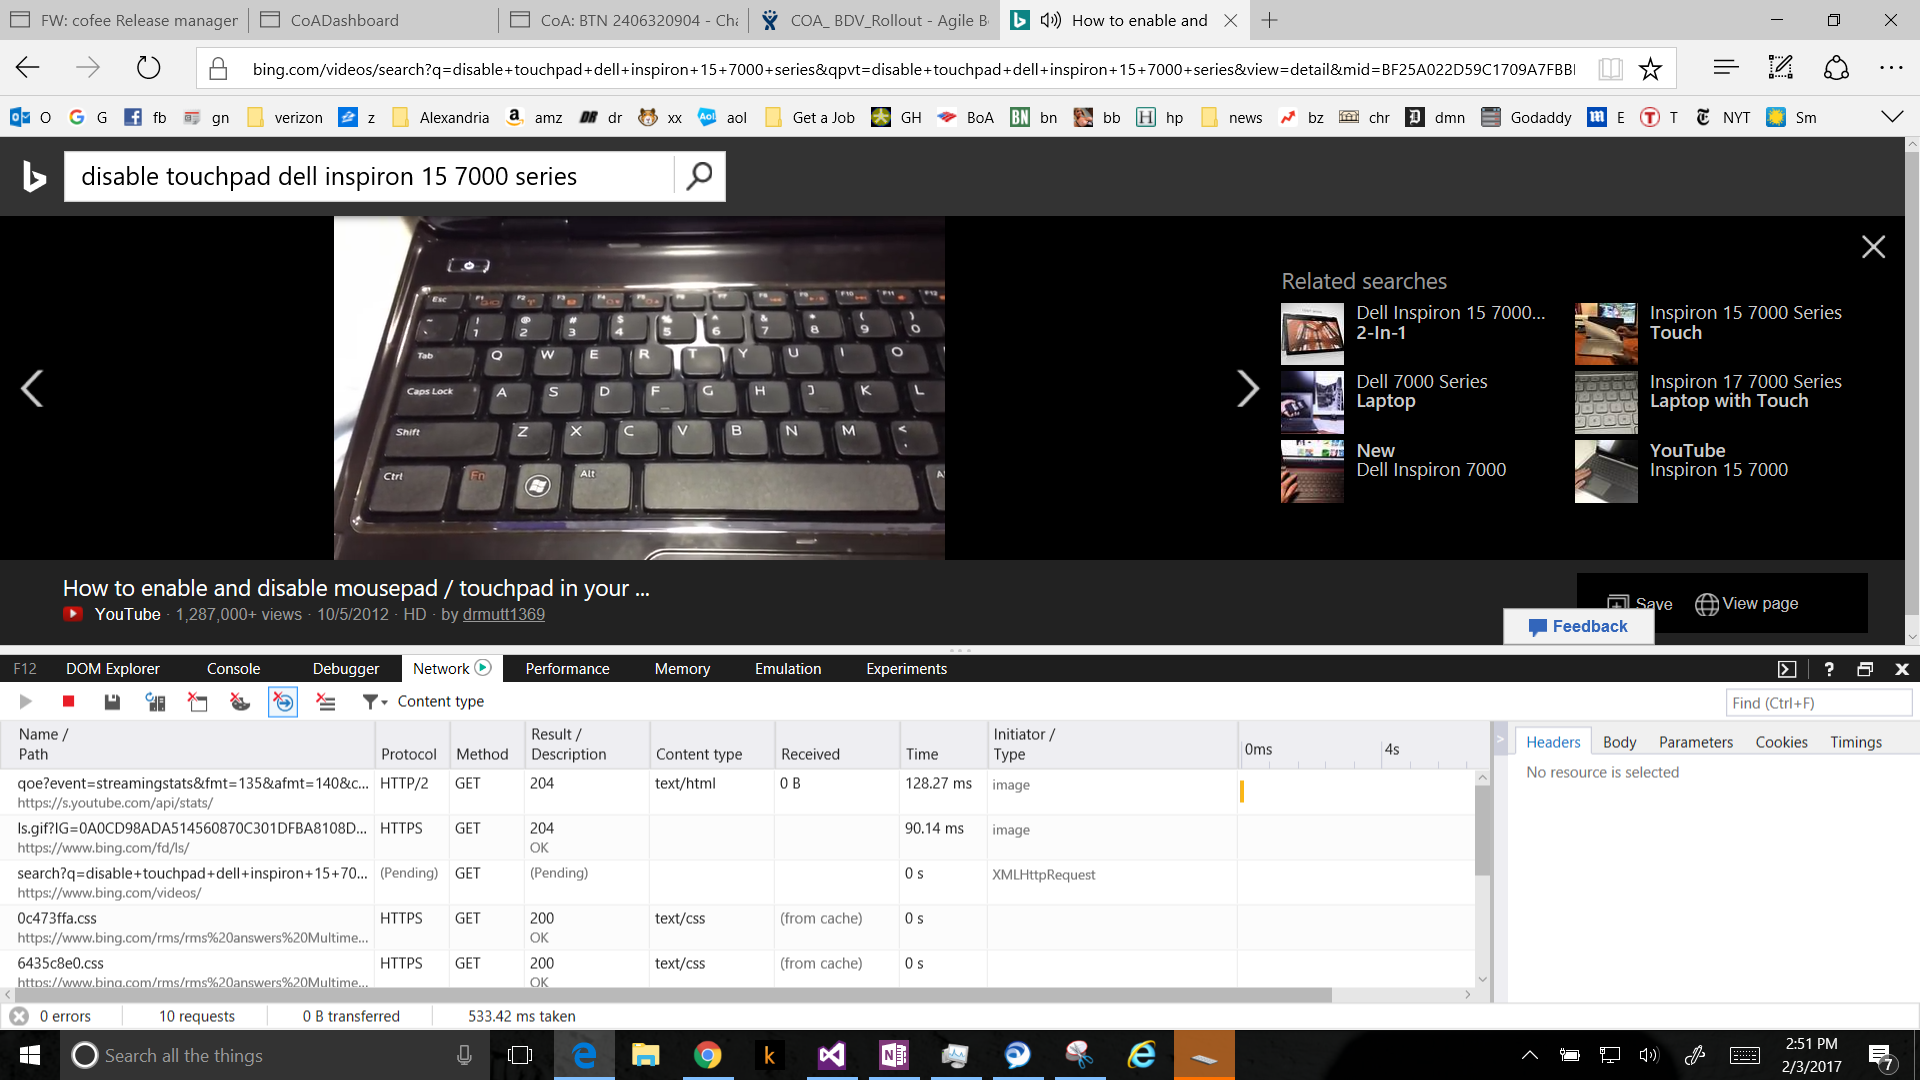 FW: cofee Release manager
CoADashboard
CoA: BTN 2406320904 - Cha
COA_ BDV_Rollout - Agile B
How to enable and
bing.com/videos/search?q=disable+touchpad+dell+inspiron+15+7000+series&qpvt=disable+touchpad+dell+inspiron+15+7000+series&view=detail&mid=BF25A022D59C1709A7FBB
O G fb gn verizon z Alexandria amz dr xx aol Get a Job GH BoA bn bb hp news bz chr dmn Godaddy E T NYT Sm
disable touchpad dell inspiron 15 7000 series
Related searches
Dell Inspiron 15 7000...
2-In-1
Inspiron 15 7000 Series
Touch
Dell 7000 Series
Laptop
Inspiron 17 7000 Series
Laptop with Touch
New
Dell Inspiron 7000
YouTube
Inspiron 15 7000
Esc
Tab Q W E R T Y U I O
Caps Lock A S D F G H J K L
Shift Z X C V B N M
Ctrl Fn Alt
How to enable and disable mousepad / touchpad in your ...
YouTube · 1,287,000+ views · 10/5/2012 · HD · by drmutt1369
Save
View page
Feedback
F12 DOM Explorer Console Debugger Network Performance Memory Emulation Experiments
Content type
Find (Ctrl+F)
Name /
Path
Protocol
Method
Result /
Description
Content type
Received
Time
Initiator /
Type
0ms
4s
Headers Body Parameters Cookies Timings
No resource is selected
qoe?event=streamingstats&fmt=135&afmt=140&c... HTTP/2 GET 204 text/html 0 B 128.27 ms image
https://s.youtube.com/api/stats/
ls.gif?IG=0A0CD98ADA514560870C301DFBA8108D... HTTPS GET 204 90.14 ms image
https://www.bing.com/fd/ls/ OK
search?q=disable+touchpad+dell+inspiron+15+70... (Pending) GET (Pending) 0 s XMLHttpRequest
https://www.bing.com/videos/
0c473ffa.css HTTPS GET 200 text/css (from cache) 0 s
https://www.bing.com/rms/rms%20answers%20Multime... OK
6435c8e0.css HTTPS GET 200 text/css (from cache) 0 s
https://www.bing.com/rms/rms%20answers%20Multime... OK
0 errors 10 requests 0 B transferred 533.42 ms taken
Search all the things
2:51 PM
2/3/2017
7